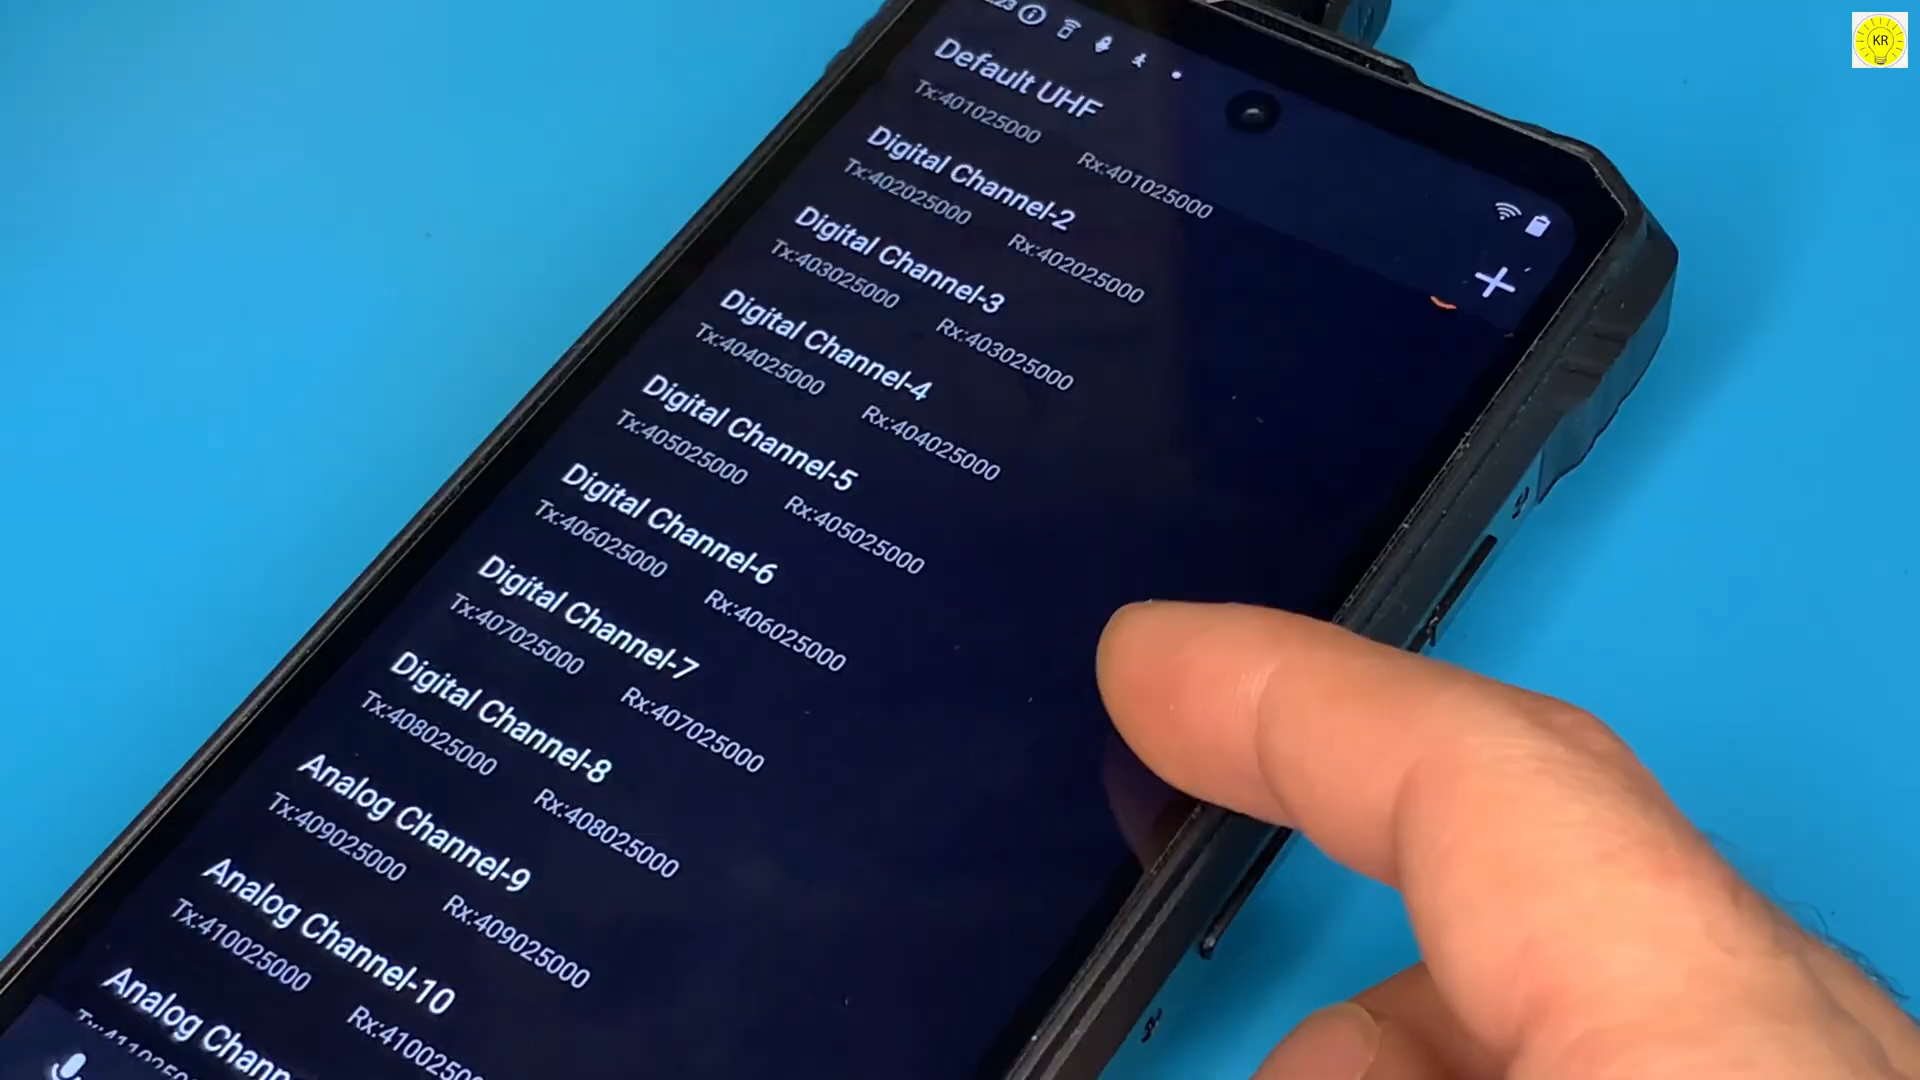 Default UHF
Tx:401025000 Rx:401025000
Digital Channel-2
Tx:402025000 Rx:402025000
Digital Channel-3
Tx:403025000 Rx:403025000
Digital Channel-4
Tx:404025000 Rx:404025000
Digital Channel-5
Tx:405025000 Rx:405025000
Digital Channel-6
Tx:406025000 Rx:406025000
Digital Channel-7
Tx:407025000 Rx:407025000
Digital Channel-8
Tx:408025000 Rx:408025000
Analog Channel-9
Tx:409025000 Rx:409025000
Analog Channel-10
Tx:410025000
Analog
KR